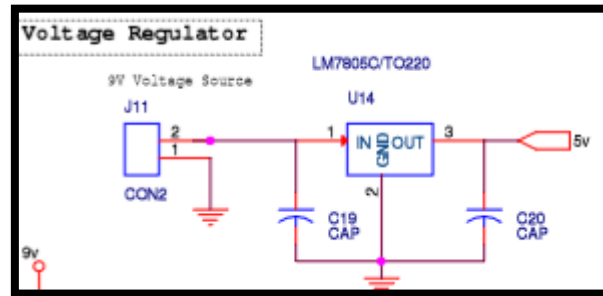 Voltage Regulator
LM7805C/TO220
9V Voltage Source
J11
U14
2
1
1
IN
GND
OUT
3
5v
CON2
2
C19
CAP
C20
CAP
9v